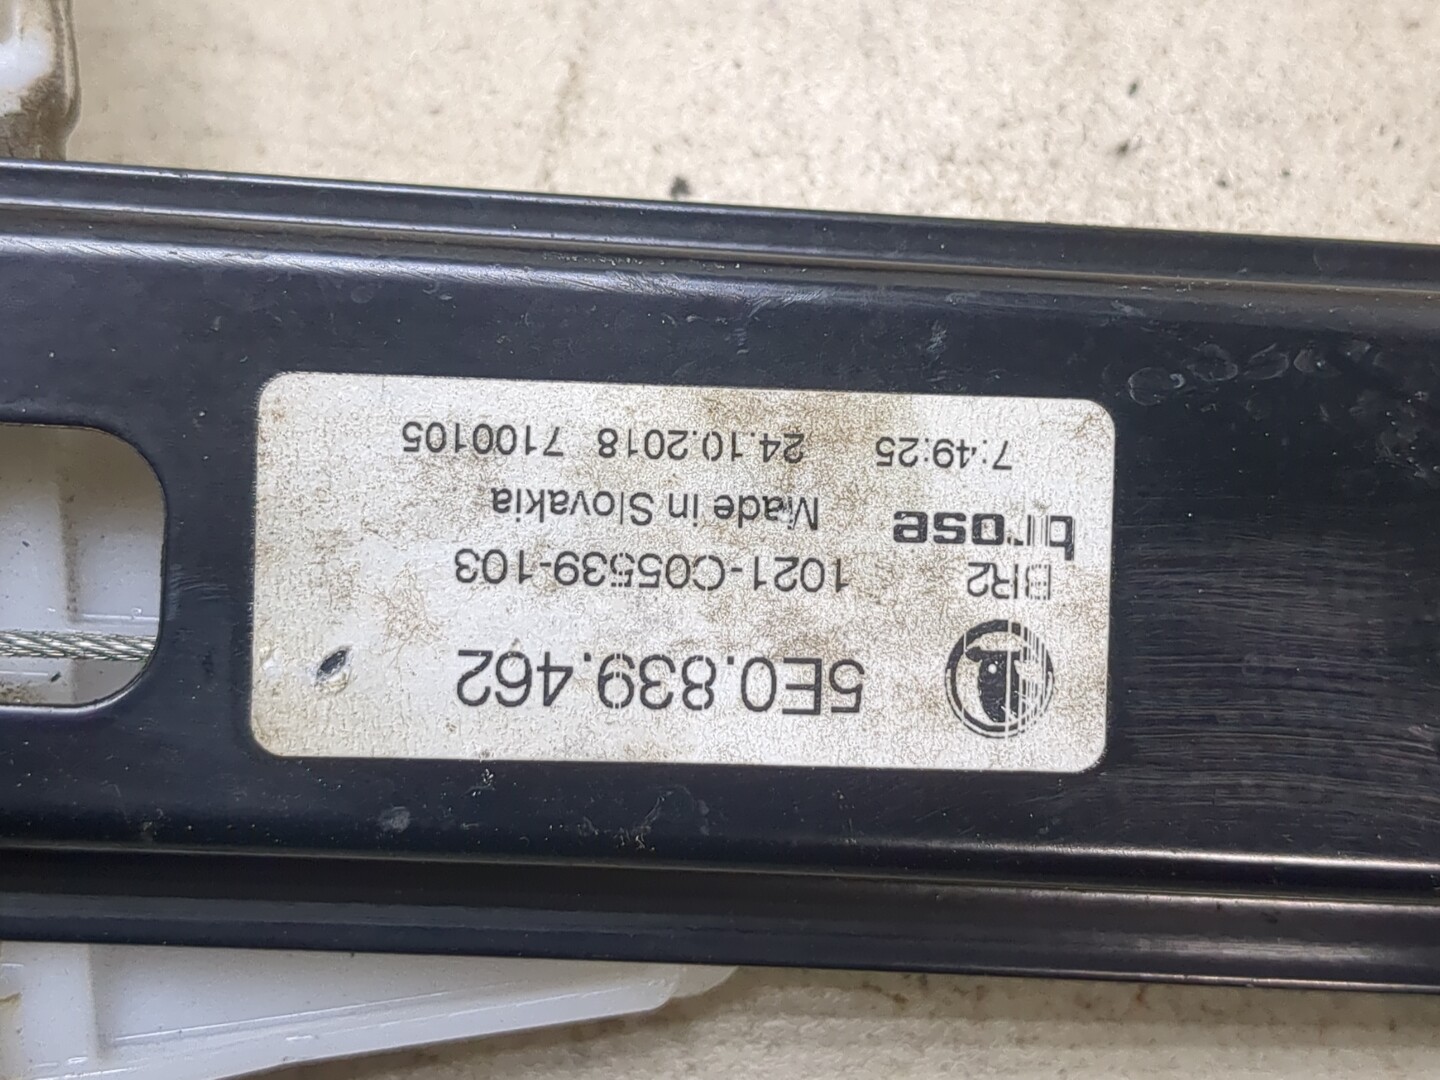 5E0.839.462
BR2 1021-C05539-103
brose Made in Slovakia
7:49:25 24.10.2018 7100105